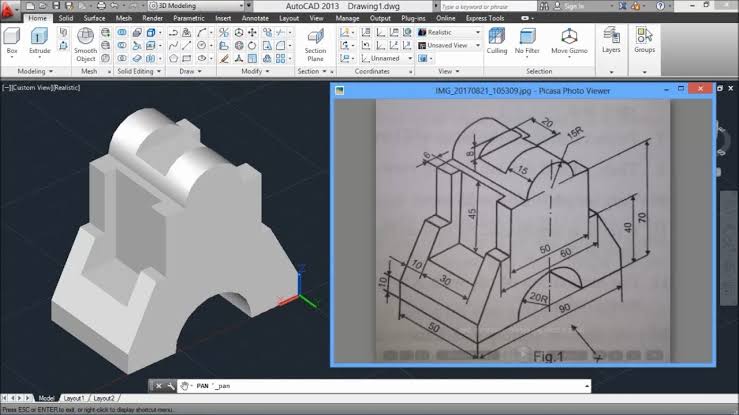 3D Modeling
AutoCAD 2013 Drawing1.dwg
Type a keyword or phrase
Sign In
Home Solid Surface Mesh Render Parametric Insert Annotate Layout View Manage Output Plug-ins Online Express Tools
Box
Extrude
Smooth Object
Section Plane
Realistic
Unsaved View
Unnamed
Culling
No Filter
Move Gizmo
Layers
Groups
Modeling
Mesh
Solid Editing
Draw
Modify
Section
Coordinates
View
Selection
[−][Custom View][Realistic]
IMG_20170821_105309.jpg - Picasa Photo Viewer
20
15R
8
6
15
45
40
70
50
60
10
30
10
20R
90
50
Fig.1
PAN '_pan
Model Layout1 Layout2
Press ESC or ENTER to exit, or right-click to display shortcut-menu.